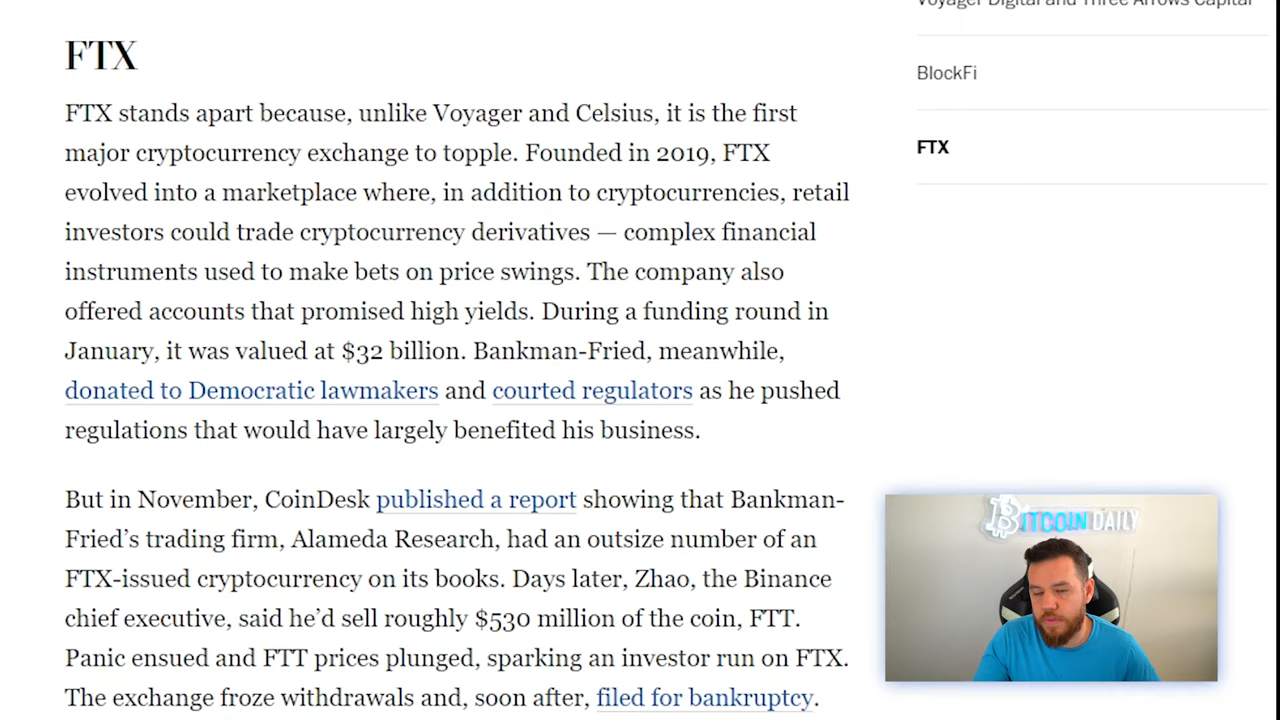 Voyager Digital and Three Arrows Capital
FTX
BlockFi
FTX stands apart because, unlike Voyager and Celsius, it is the first
FTX
major cryptocurrency exchange to topple. Founded in 2019, FTX
evolved into a marketplace where, in addition to cryptocurrencies, retail
investors could trade cryptocurrency derivatives — complex financial
instruments used to make bets on price swings. The company also
offered accounts that promised high yields. During a funding round in
January, it was valued at $32 billion. Bankman-Fried, meanwhile,
donated to Democratic lawmakers and courted regulators as he pushed
regulations that would have largely benefited his business.
But in November, CoinDesk published a report showing that Bankman-
Fried’s trading firm, Alameda Research, had an outsize number of an
FTX-issued cryptocurrency on its books. Days later, Zhao, the Binance
chief executive, said he’d sell roughly $530 million of the coin, FTT.
Panic ensued and FTT prices plunged, sparking an investor run on FTX.
The exchange froze withdrawals and, soon after, filed for bankruptcy.
BITCOIN DAILY